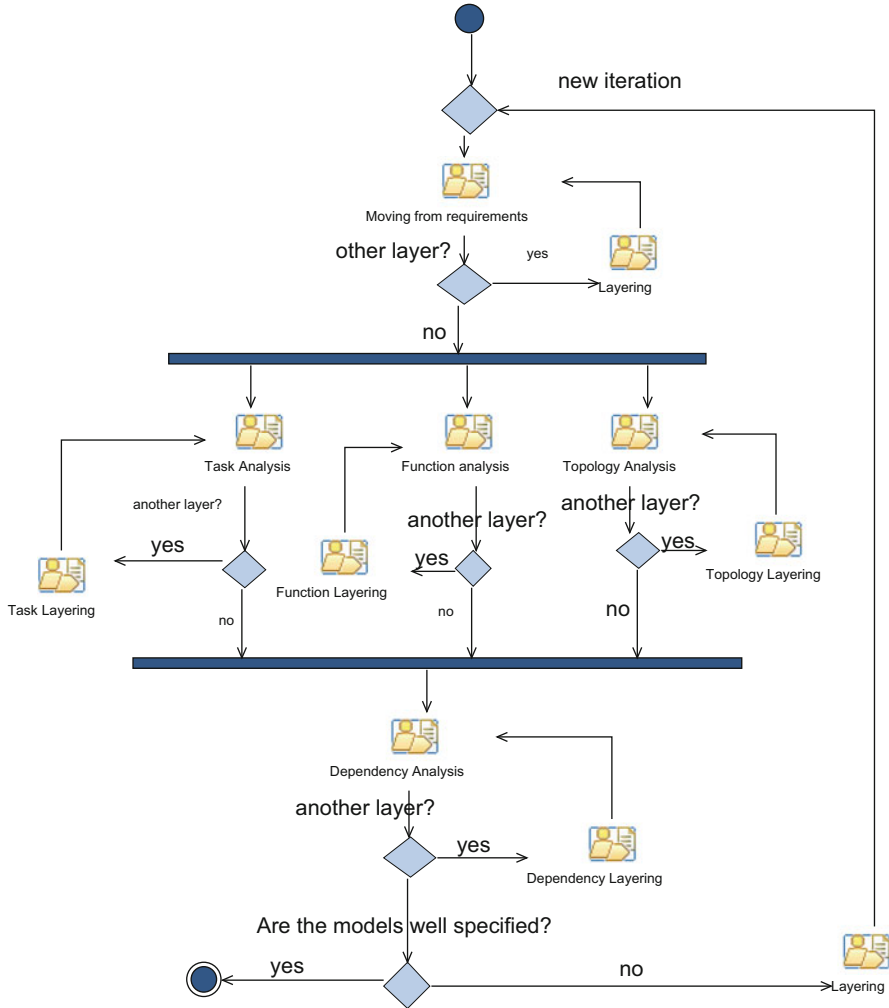 new iteration
Moving from requirements
other layer?
yes
Layering
no
Task Analysis
Function analysis
Topology Analysis
another layer?
another layer?
another layer?
yes
yes
yes
Task Layering
Function Layering
Topology Layering
no
no
no
Dependency Analysis
another layer?
yes
Dependency Layering
Are the models well specified?
yes
no
Layering